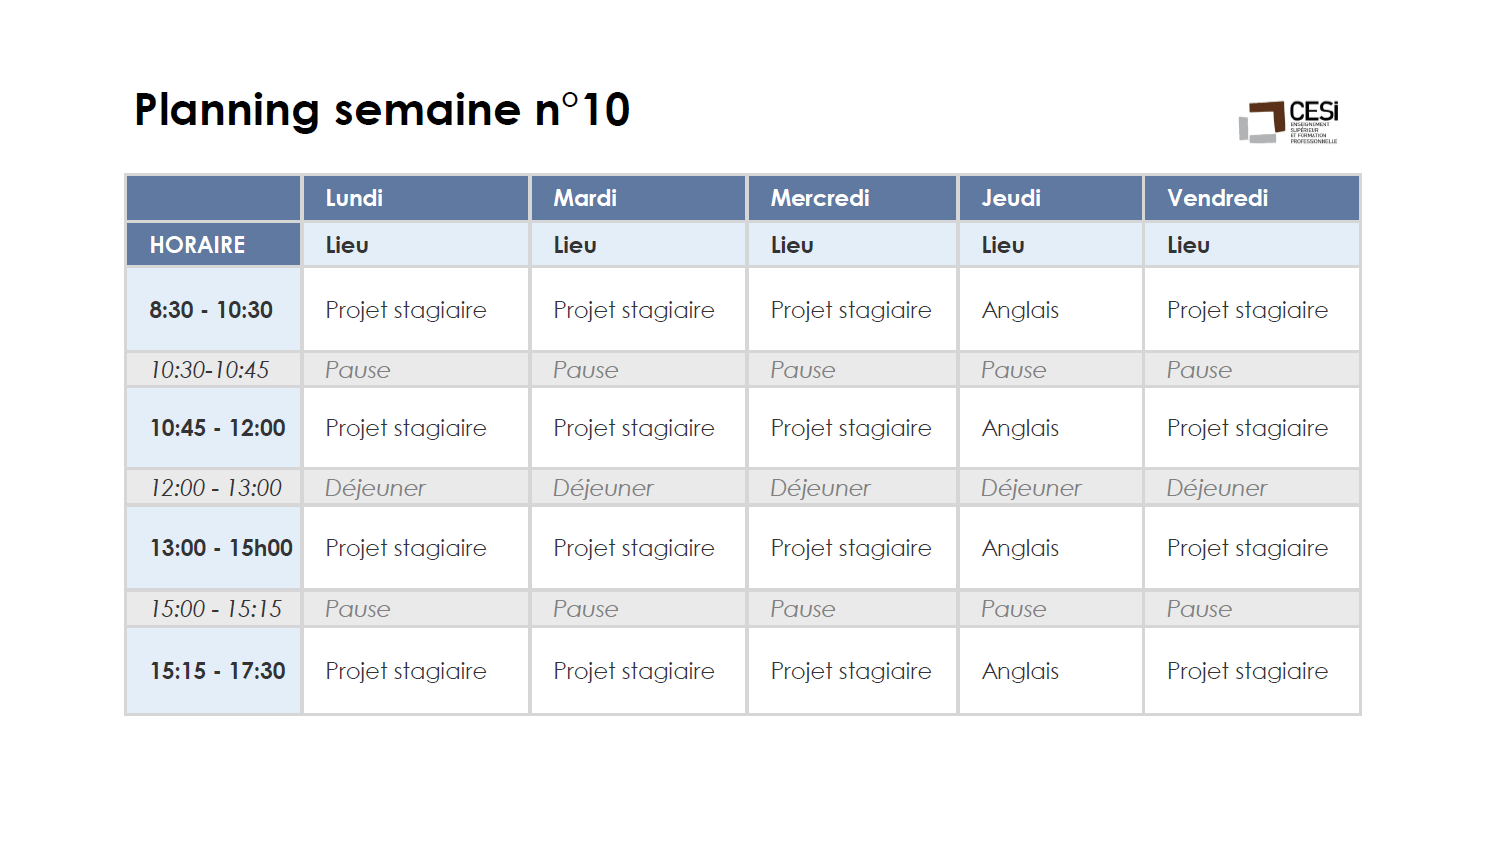 Planning semaine n°10
CESi
ENSEIGNEMENT
SUPÉRIEUR
ET FORMATION
PROFESSIONNELLE
Lundi Mardi Mercredi Jeudi Vendredi
HORAIRE Lieu Lieu Lieu Lieu Lieu
8:30 - 10:30 Projet stagiaire Projet stagiaire Projet stagiaire Anglais Projet stagiaire
10:30-10:45 Pause Pause Pause Pause Pause
10:45 - 12:00 Projet stagiaire Projet stagiaire Projet stagiaire Anglais Projet stagiaire
12:00 - 13:00 Déjeuner Déjeuner Déjeuner Déjeuner Déjeuner
13:00 - 15h00 Projet stagiaire Projet stagiaire Projet stagiaire Anglais Projet stagiaire
15:00 - 15:15 Pause Pause Pause Pause Pause
15:15 - 17:30 Projet stagiaire Projet stagiaire Projet stagiaire Anglais Projet stagiaire